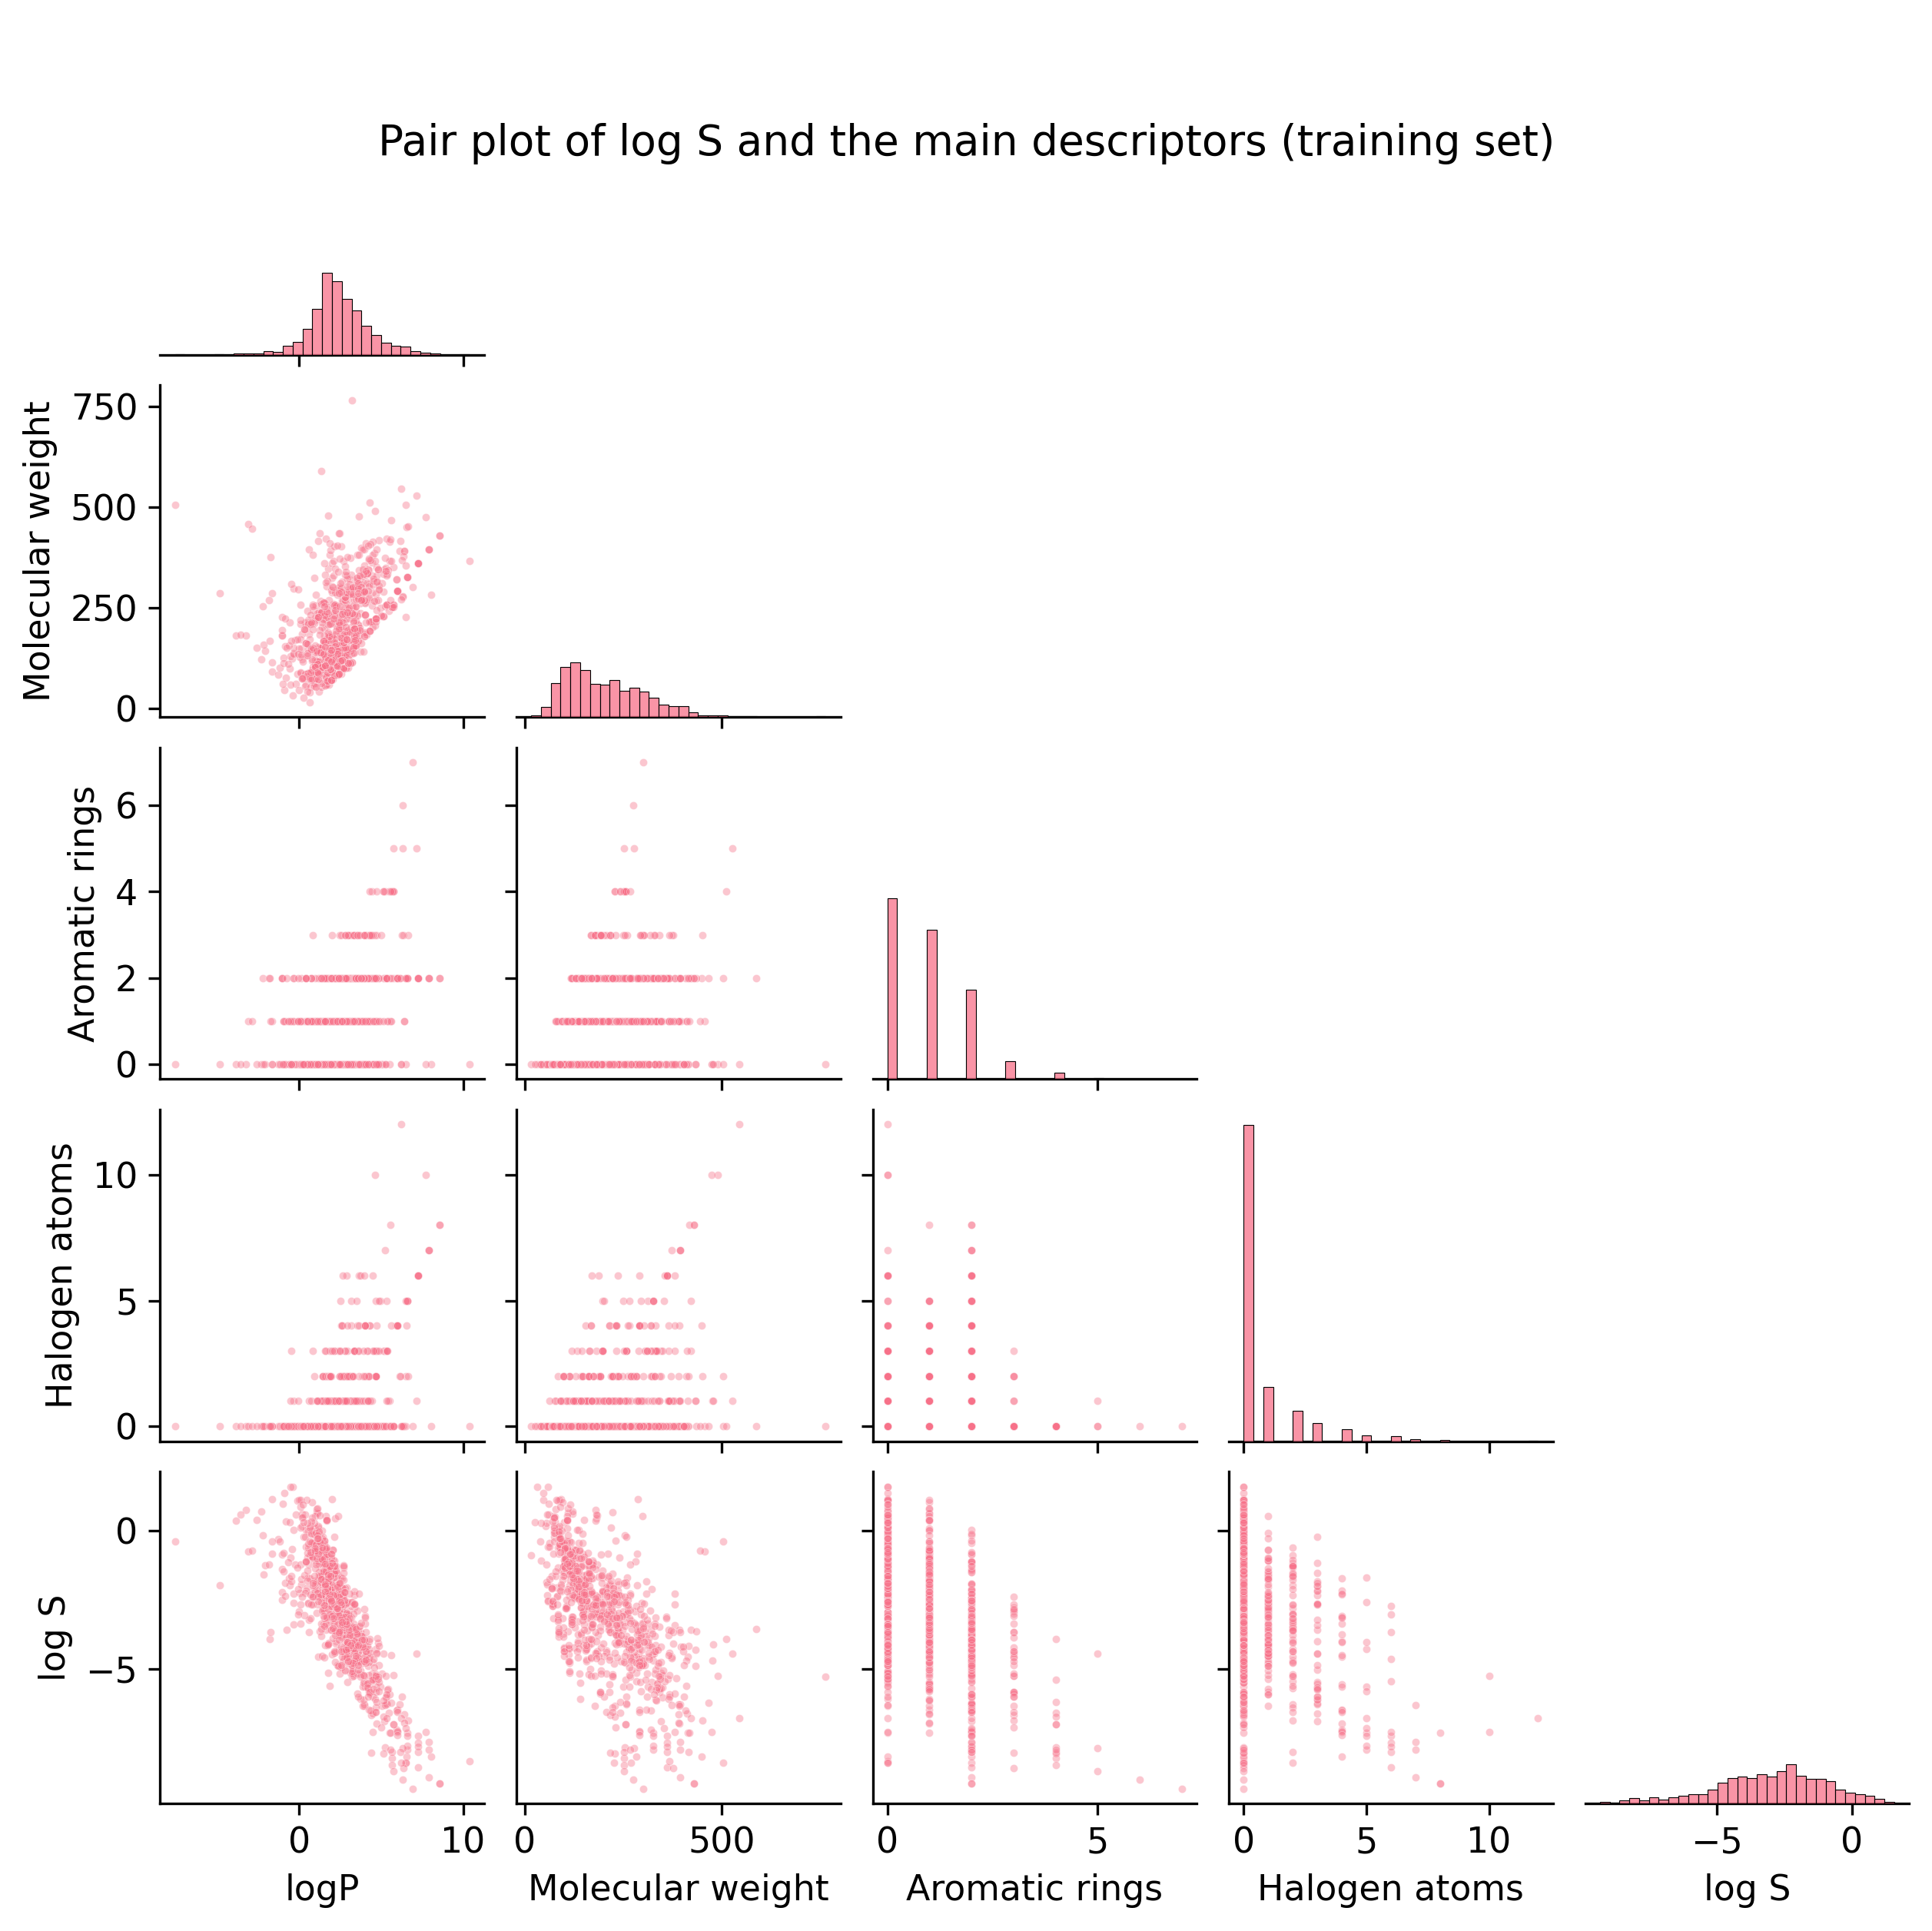 Pair plot of log S and the main descriptors (training set)
Molecular weight
750
500
250
0
Aromatic rings
6
4
2
0
Halogen atoms
10
5
0
log S
0
−5
0 10
0 500
0 5
0 5 10
−5 0
logP
Molecular weight
Aromatic rings
Halogen atoms
log S